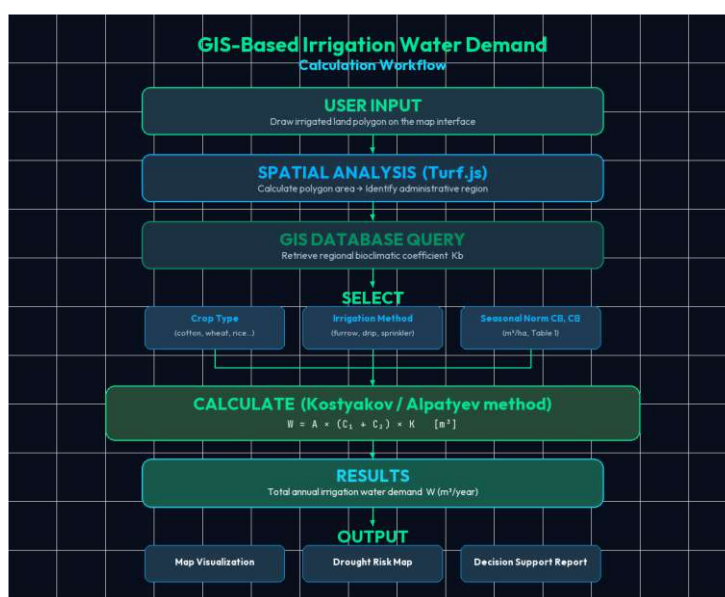 GIS-Based Irrigation Water Demand
Calculation Workflow
USER INPUT
Draw irrigated land polygon on the map interface
SPATIAL ANALYSIS (Turf.js)
Calculate polygon area → Identify administrative region
GIS DATABASE QUERY
Retrieve regional bioclimatic coefficient Kb
SELECT
Crop Type
(cotton, wheat, rice...)
Irrigation Method
(furrow, drip, sprinkler)
Seasonal Norm CB, CB
(m³/ha, Table 1)
CALCULATE (Kostyakov / Alpatyev method)
W = A × (C₁ + C₂) × K [m³]
RESULTS
Total annual irrigation water demand W (m³/year)
OUTPUT
Map Visualization
Drought Risk Map
Decision Support Report